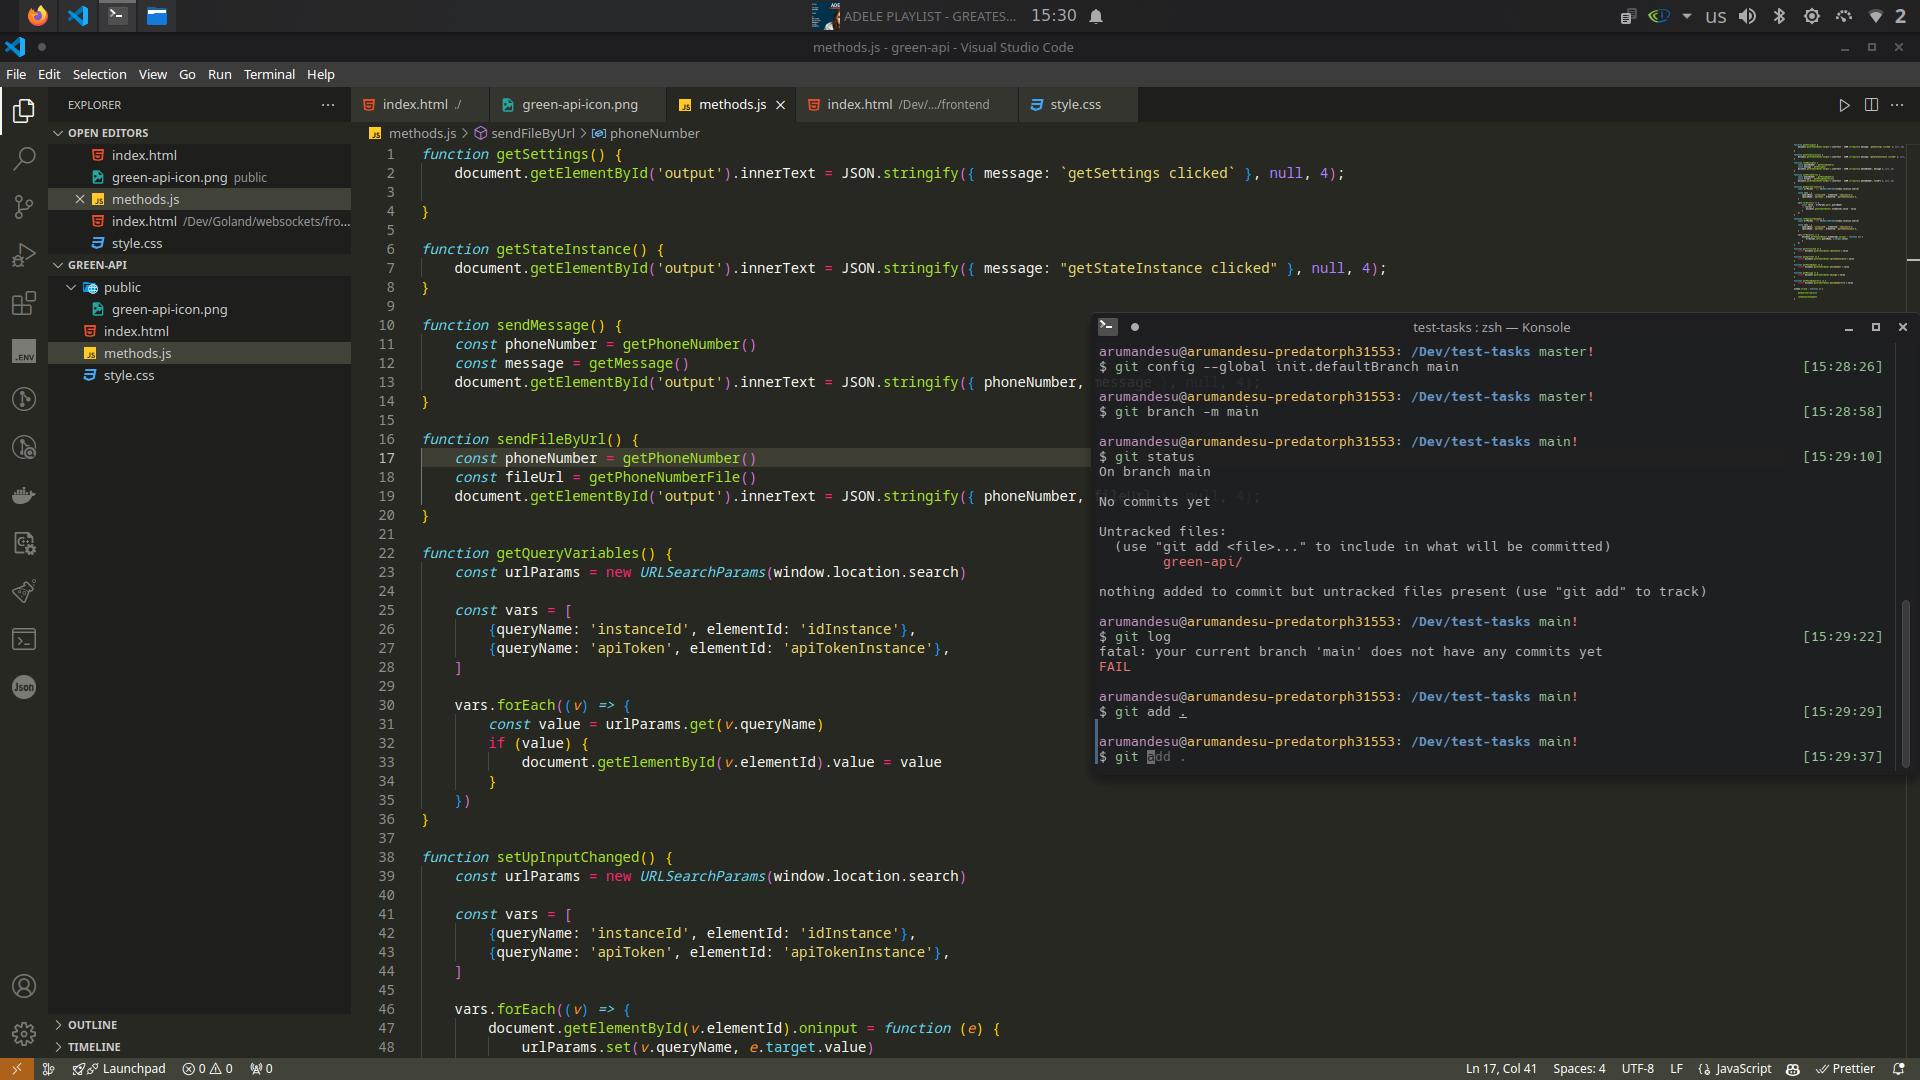 ADELE PLAYLIST - GREATES...
15:30
us
2
methods.js - green-api - Visual Studio Code
File Edit Selection View Go Run Terminal Help
EXPLORER
OPEN EDITORS
index.html
green-api-icon.png public
methods.js
index.html /Dev/Goland/websockets/fro...
style.css
GREEN-API
public
green-api-icon.png
index.html
methods.js
style.css
.ENV
Json
OUTLINE
TIMELINE
index.html ./
green-api-icon.png
methods.js
index.html /Dev/.../frontend
style.css
methods.js > sendFileByUrl > phoneNumber
1 function getSettings() {
2 document.getElementById('output').innerText = JSON.stringify({ message: `getSettings clicked` }, null, 4);
3
4 }
5
6 function getStateInstance() {
7 document.getElementById('output').innerText = JSON.stringify({ message: "getStateInstance clicked" }, null, 4);
8 }
9
10 function sendMessage() {
11 const phoneNumber = getPhoneNumber()
12 const message = getMessage()
13 document.getElementById('output').innerText = JSON.stringify({ phoneNumber, message }, null, 4);
14 }
15
16 function sendFileByUrl() {
17 const phoneNumber = getPhoneNumber()
18 const fileUrl = getPhoneNumberFile()
19 document.getElementById('output').innerText = JSON.stringify({ phoneNumber, fileUrl }, null, 4);
20 }
21
22 function getQueryVariables() {
23 const urlParams = new URLSearchParams(window.location.search)
24
25 const vars = [
26 {queryName: 'instanceId', elementId: 'idInstance'},
27 {queryName: 'apiToken', elementId: 'apiTokenInstance'},
28 ]
29
30 vars.forEach((v) => {
31 const value = urlParams.get(v.queryName)
32 if (value) {
33 document.getElementById(v.elementId).value = value
34 }
35 })
36 }
37
38 function setUpInputChanged() {
39 const urlParams = new URLSearchParams(window.location.search)
40
41 const vars = [
42 {queryName: 'instanceId', elementId: 'idInstance'},
43 {queryName: 'apiToken', elementId: 'apiTokenInstance'},
44 ]
45
46 vars.forEach((v) => {
47 document.getElementById(v.elementId).oninput = function (e) {
48 urlParams.set(v.queryName, e.target.value)
test-tasks : zsh — Konsole
arumandesu@arumandesu-predatorph31553: /Dev/test-tasks master!
$ git config --global init.defaultBranch main [15:28:26]
arumandesu@arumandesu-predatorph31553: /Dev/test-tasks master!
$ git branch -m main [15:28:58]
arumandesu@arumandesu-predatorph31553: /Dev/test-tasks main!
$ git status [15:29:10]
On branch main
No commits yet
Untracked files:
(use "git add <file>..." to include in what will be committed)
green-api/
nothing added to commit but untracked files present (use "git add" to track)
arumandesu@arumandesu-predatorph31553: /Dev/test-tasks main!
$ git log [15:29:22]
fatal: your current branch 'main' does not have any commits yet
FAIL
arumandesu@arumandesu-predatorph31553: /Dev/test-tasks main!
$ git add . [15:29:29]
arumandesu@arumandesu-predatorph31553: /Dev/test-tasks main!
$ git add . [15:29:37]
Launchpad 0 0 0
Ln 17, Col 41 Spaces: 4 UTF-8 LF {} JavaScript Prettier